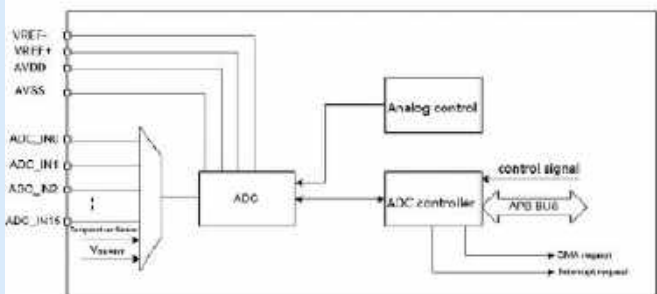 VREF-
VREF+
AVDD
AVSS
Analog control
ADC_IN0
ADC_IN1
ADC_IN2
ADC_IN15
ADC
ADC controller
control signal
APB BUS
Temperature Sensor
DMA request
Interrupt request